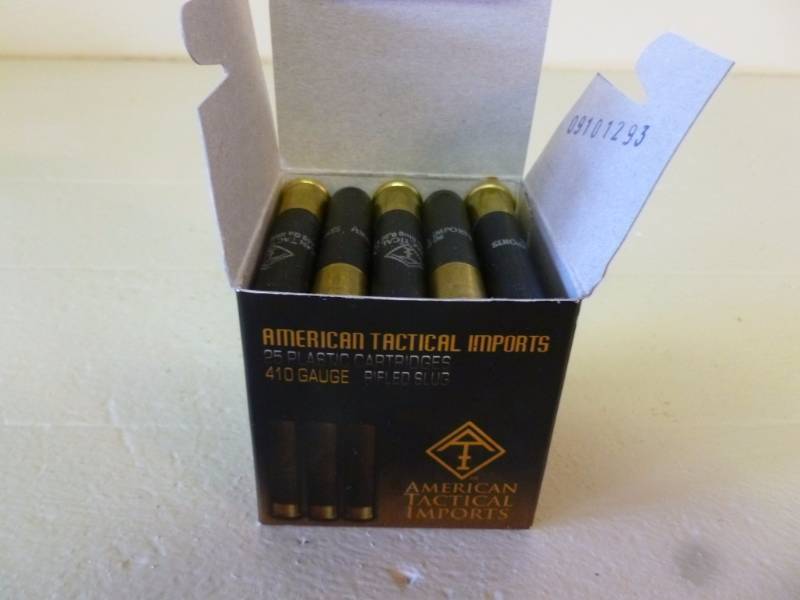 09101293
AMERICAN TACTICAL IMPORTS
25 PLASTIC CARTRIDGES
410 GAUGE RIFLED SLUG
AMERICAN
TACTICAL
IMPORTS